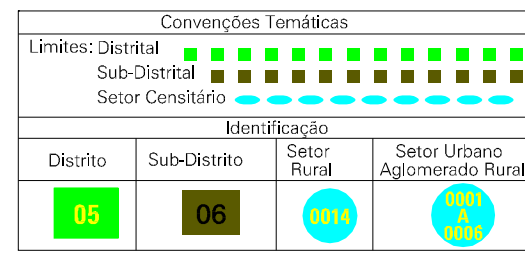 Convenções Temáticas
Limites: Distrital
Sub-Distrital
Setor Censitário
Identificação
Distrito
Sub-Distrito
Setor
Rural
Setor Urbano
Aglomerado Rural
05
06
0014
0001
A
0006